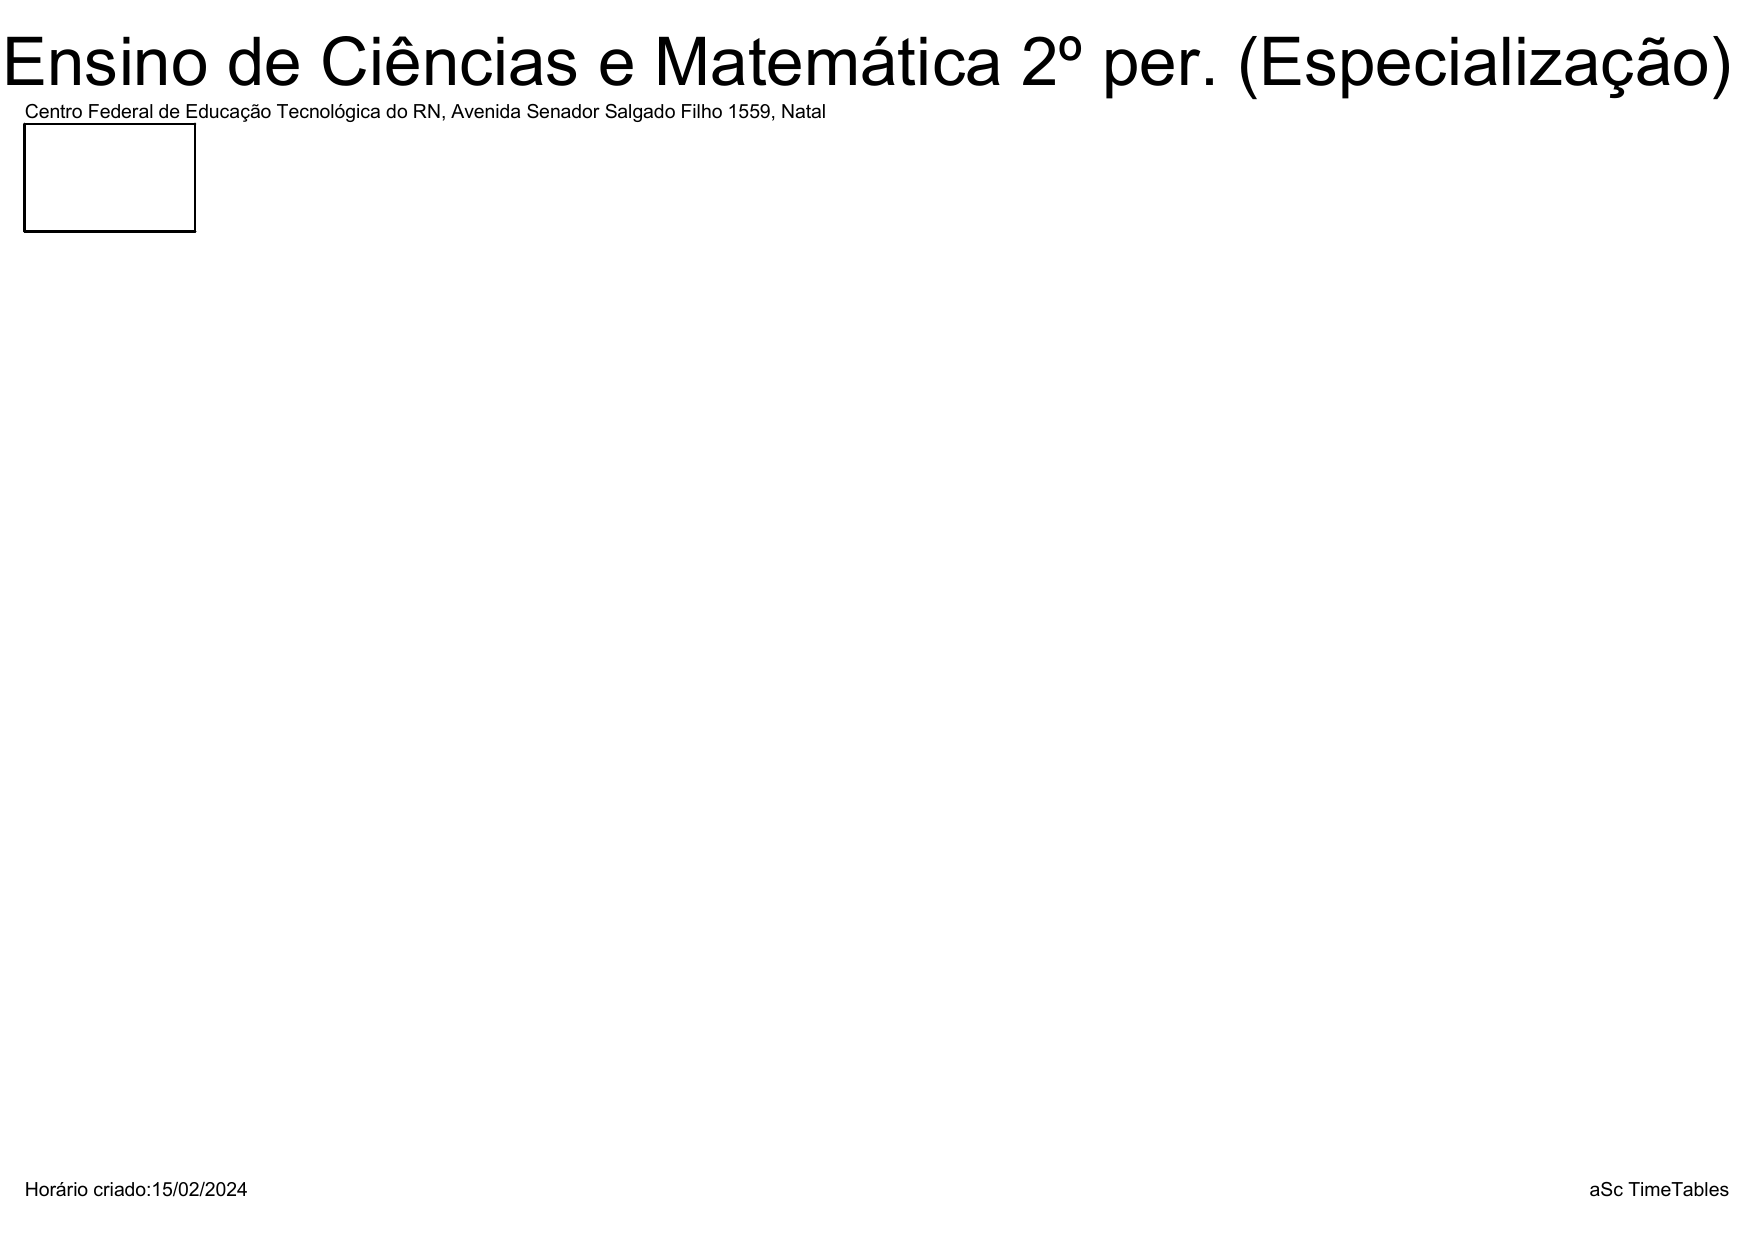 Ensino de Ciências e Matemática 2º per. (Especialização)
Centro Federal de Educação Tecnológica do RN, Avenida Senador Salgado Filho 1559, Natal
Horário criado:15/02/2024
aSc TimeTables